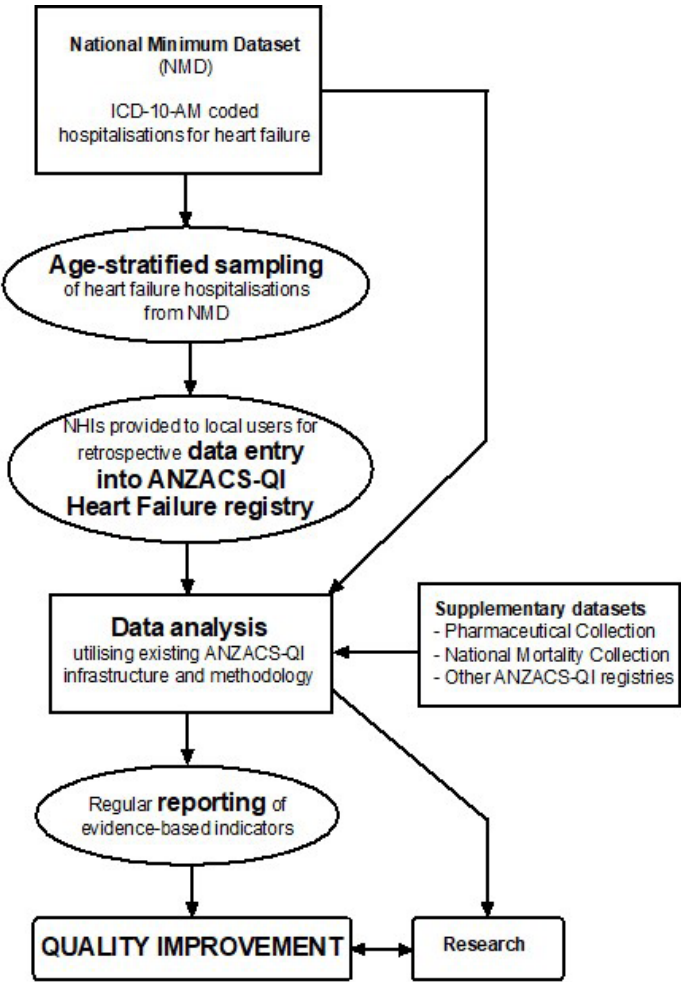 National Minimum Dataset
(NMD)
ICD-10-AM coded
hospitalisations for heart failure
Age-stratified sampling
of heart failure hospitalisations
from NMD
NHIs provided to local users for
retrospective data entry
into ANZACS-QI
Heart Failure registry
Data analysis
utilising existing ANZACS-QI
infrastructure and methodology
Supplementary datasets
- Pharmaceutical Collection
- National Mortality Collection
- Other ANZACS-QI registries
Regular reporting of
evidence-based indicators
QUALITY IMPROVEMENT
Research